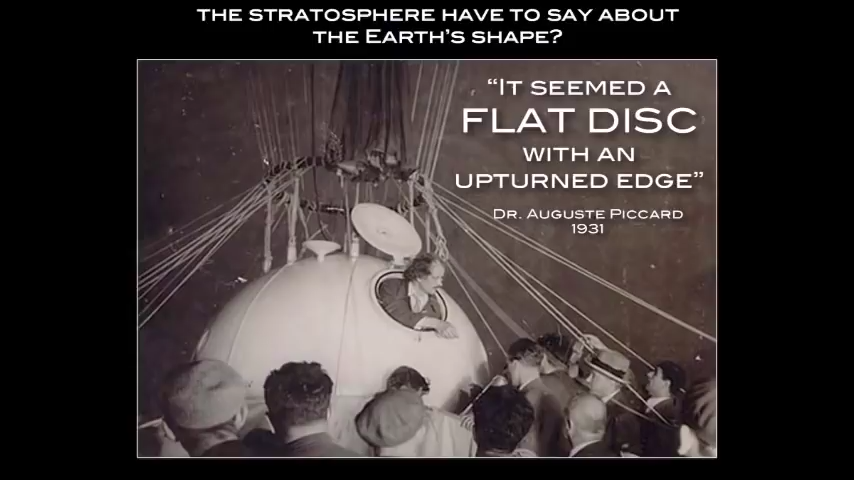 THE STRATOSPHERE HAVE TO SAY ABOUT
THE EARTH'S SHAPE?
"IT SEEMED A
FLAT DISC
WITH AN
UPTURNED EDGE"
DR. AUGUSTE PICCARD
1931